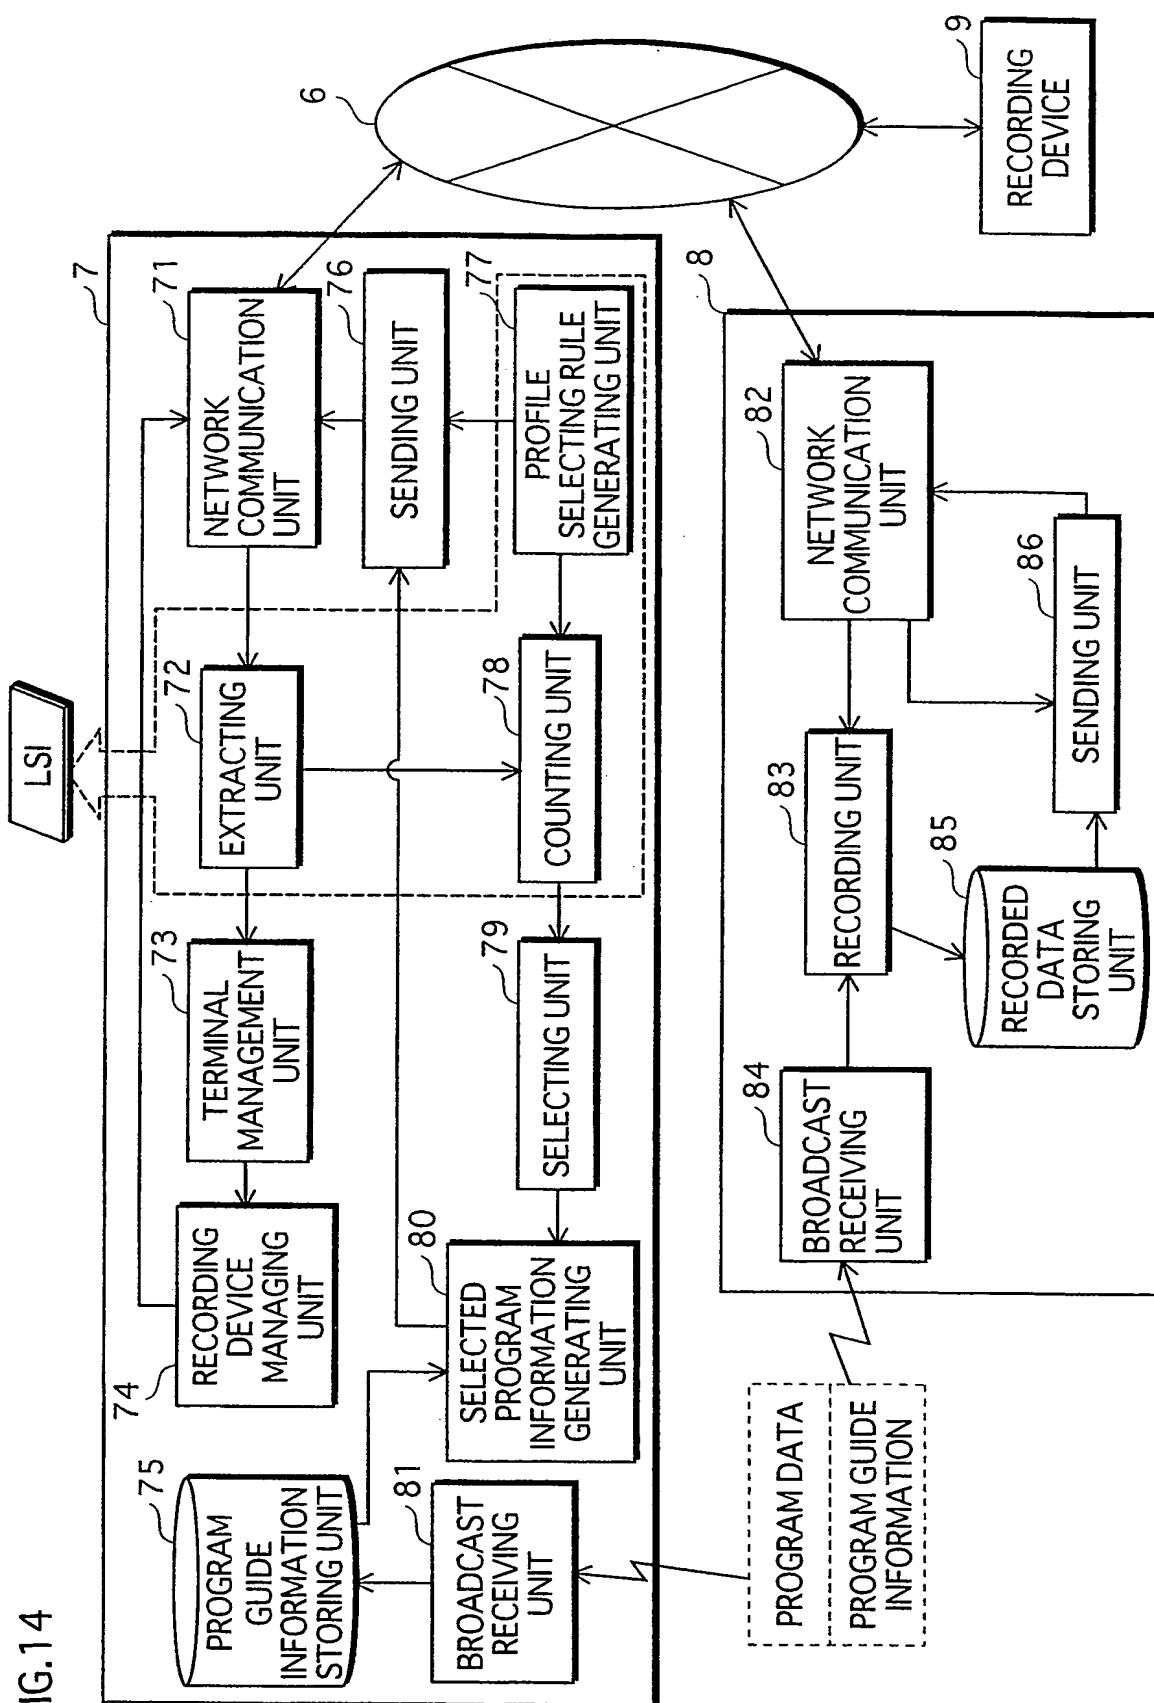 IG.14
LSI
7
74
RECORDING
DEVICE
MANAGING
UNIT
73
TERMINAL
MANAGEMENT
UNIT
72
EXTRACTING
UNIT
71
NETWORK
COMMUNICATION
UNIT
75
PROGRAM
GUIDE
INFORMATION
STORING UNIT
76
SENDING UNIT
81
BROADCAST
RECEIVING
UNIT
80
SELECTED
PROGRAM
INFORMATION
GENERATING
UNIT
79
SELECTING UNIT
78
COUNTING UNIT
77
PROFILE
SELECTING RULE
GENERATING UNIT
6
9
RECORDING
DEVICE
PROGRAM DATA
PROGRAM GUIDE
INFORMATION
8
84
BROADCAST
RECEIVING
UNIT
83
RECORDING UNIT
82
NETWORK
COMMUNICATION
UNIT
85
RECORDED
DATA
STORING
UNIT
86
SENDING UNIT